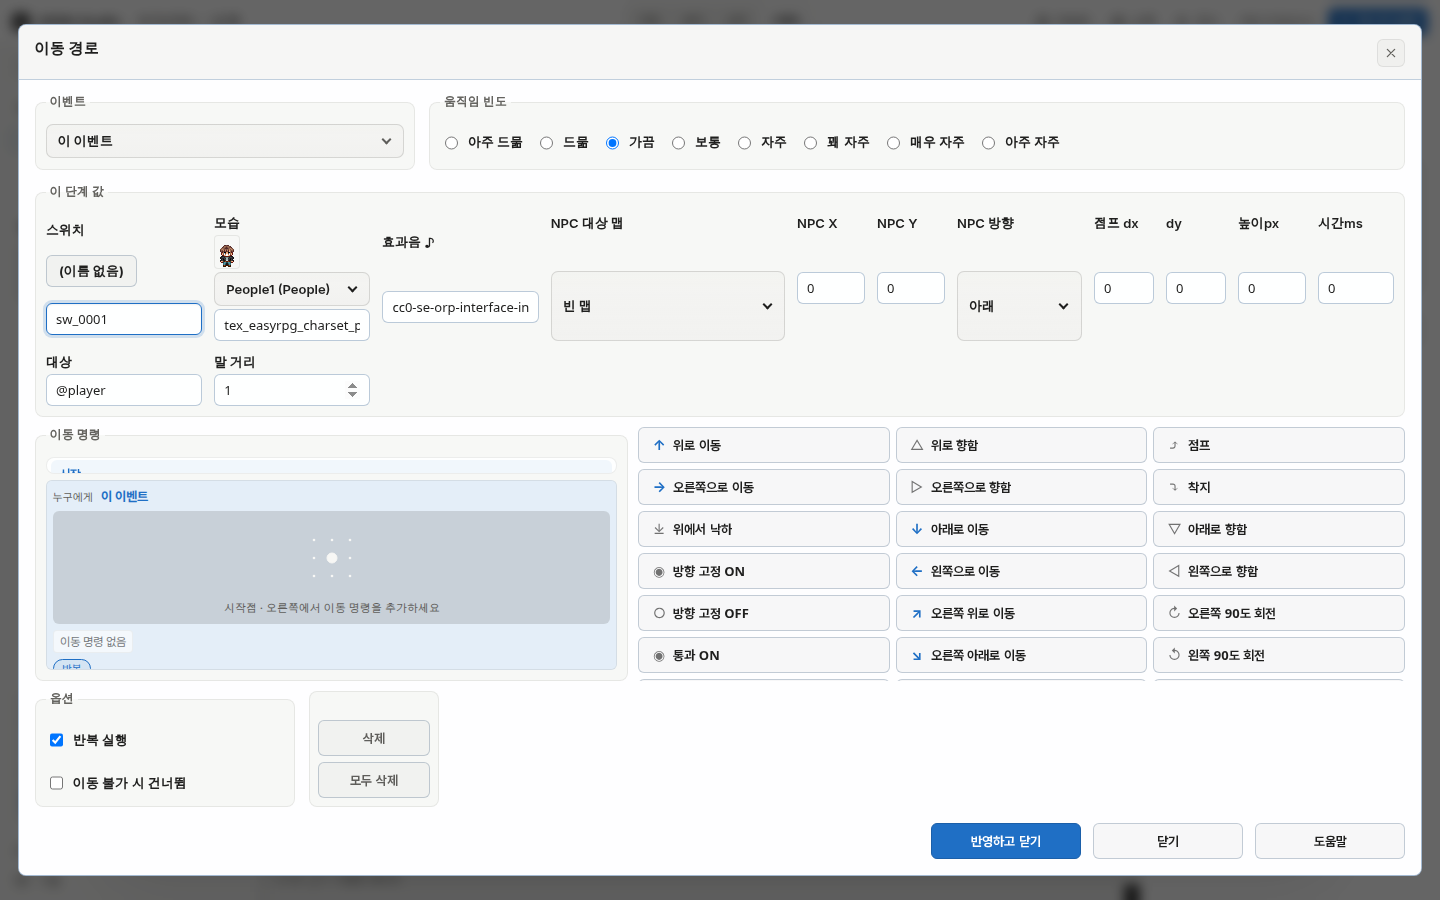 이동 경로
이벤트
이 이벤트
움직임 빈도
아주 드묾
드묾
가끔
보통
자주
꽤 자주
매우 자주
아주 자주
이 단계 값
스위치
(이름 없음)
sw_0001
모습
People1 (People)
tex_easyrpg_charset_p
효과음 ♪
cc0-se-orp-interface-in
NPC 대상 맵
빈 맵
NPC X
0
NPC Y
0
NPC 방향
아래
점프 dx
0
dy
0
높이px
0
시간ms
0
대상
@player
말 거리
1
이동 명령
시작
누구에게 이 이벤트
시작점 · 오른쪽에서 이동 명령을 추가하세요
이동 명령 없음
반복
위로 이동
위로 향함
점프
오른쪽으로 이동
오른쪽으로 향함
착지
위에서 낙하
아래로 이동
아래로 향함
방향 고정 ON
왼쪽으로 이동
왼쪽으로 향함
방향 고정 OFF
오른쪽 위로 이동
오른쪽 90도 회전
통과 ON
오른쪽 아래로 이동
왼쪽 90도 회전
옵션
반복 실행
이동 불가 시 건너뜀
삭제
모두 삭제
반영하고 닫기
닫기
도움말